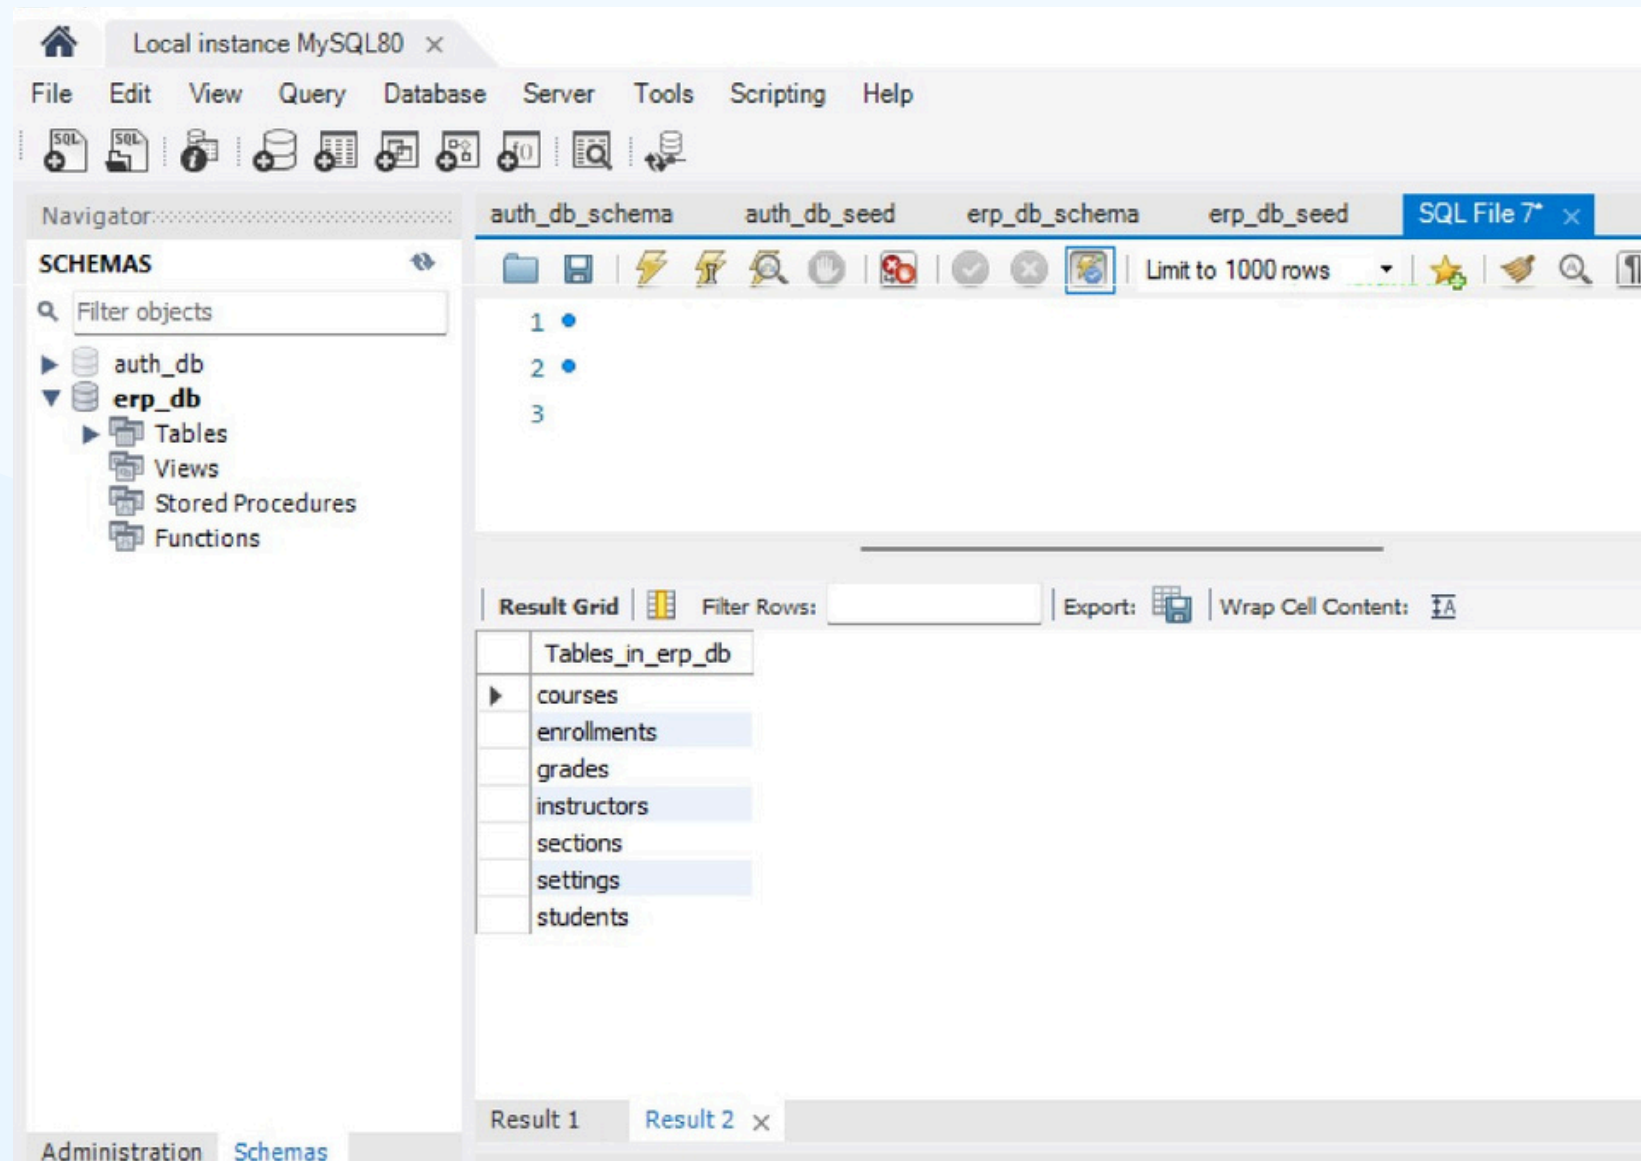 Local instance MySQL80 ×
File Edit View Query Database Server Tools Scripting Help
SQL SQL f()
Navigator
SCHEMAS
Filter objects
auth_db
erp_db
Tables
Views
Stored Procedures
Functions
auth_db_schema auth_db_seed erp_db_schema erp_db_seed SQL File 7* ×
Limit to 1000 rows
1
2
3
Result Grid Filter Rows: Export: Wrap Cell Content: IA
Tables_in_erp_db
courses
enrollments
grades
instructors
sections
settings
students
Result 1 Result 2 ×
Administration Schemas